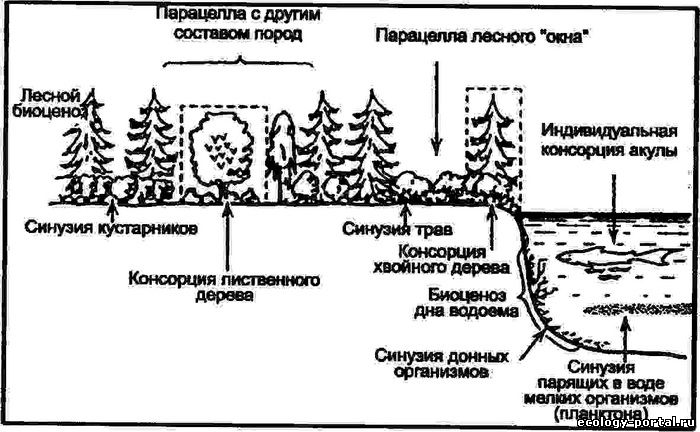 Парацелла с другим
составом пород
Парацелла лесного "окна"
Лесной
биоценоз
Индивидуальная
консорция акулы
Синузия кустарников
Синузия трав
Консорция
хвойного дерева
Консорция лиственного
дерева
Биоценоз
дна водоема
Синузия донных
организмов
Синузия
парящих в воде
мелких организмов
(планктона)
ecology-portal.ru